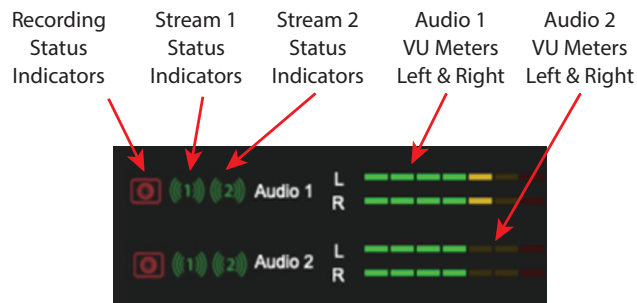 Recording
Status
Indicators
Stream 1
Status
Indicators
Stream 2
Status
Indicators
Audio 1
VU Meters
Left & Right
Audio 2
VU Meters
Left & Right
1 2 Audio 1 L
R
1 2 Audio 2 L
R